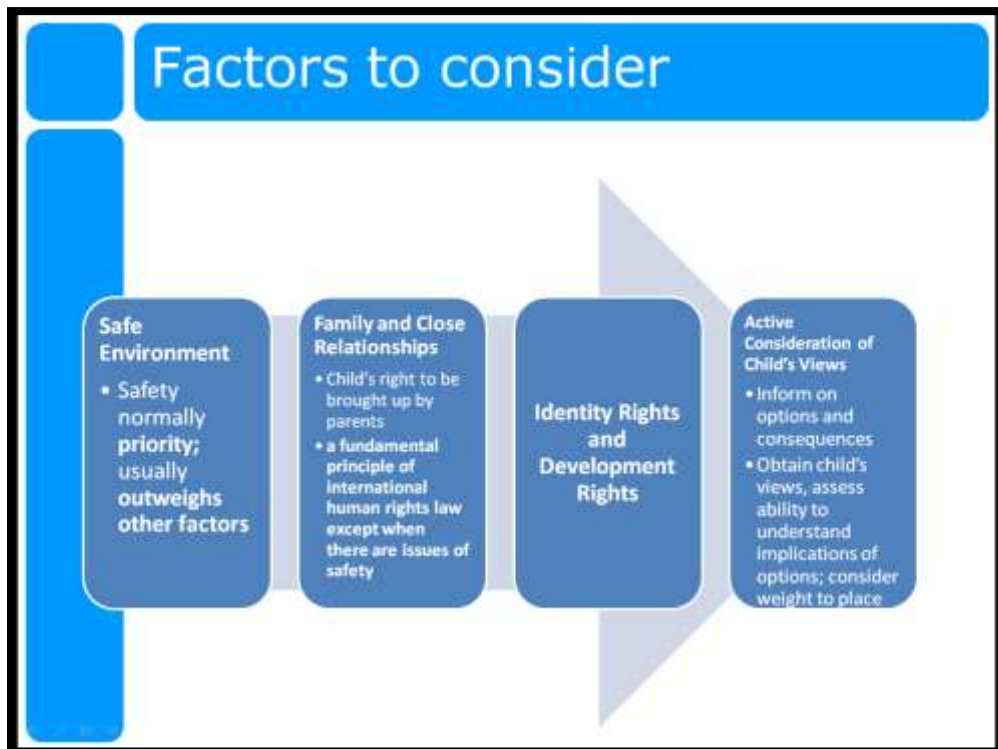 Factors to consider
Safe
Environment
• Safety
normally
priority;
usually
outweighs
other factors
Family and Close
Relationships
• Child's right to be
brought up by
parents
• a fundamental
principle of
international
human rights law
except when
there are issues of
safety
Identity Rights
and
Development
Rights
Active
Consideration of
Child's Views
• Inform on
options and
consequences
• Obtain child's
views, assess
ability to
understand
implications of
options; consider
weight to place